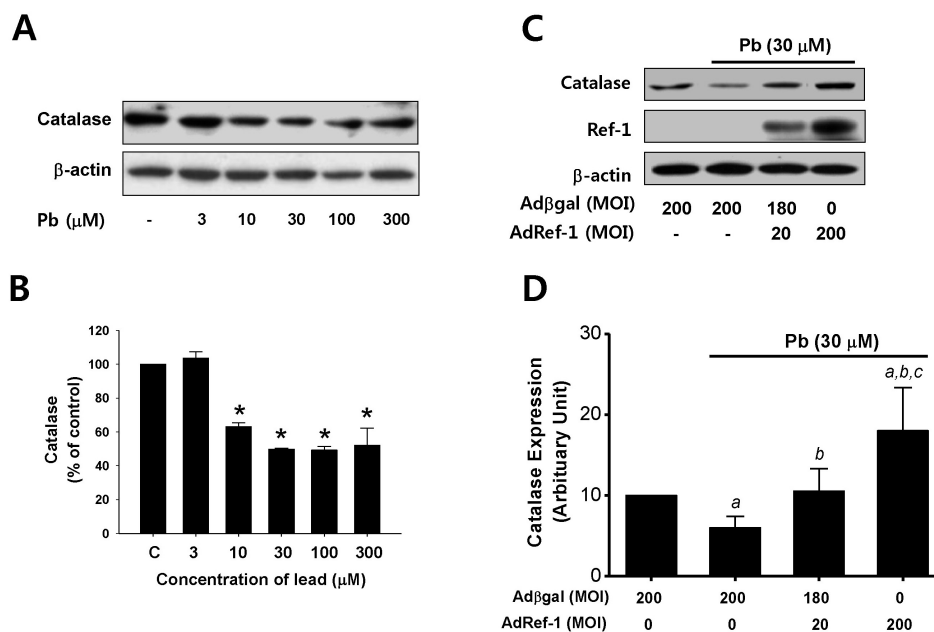 A
Catalase
β-actin
Pb (μM) - 3 10 30 100 300
B
120
100
80
60
40
20
0
Catalase
(% of control)
* * * *
C 3 10 30 100 300
Concentration of lead (μM)
C
Pb (30 μM)
Catalase
Ref-1
β-actin
Adβgal (MOI) 200 200 180 0
AdRef-1 (MOI) - - 20 200
D
30
20
10
0
Catalase Expression
(Arbituary Unit)
Pb (30 μM)
a b a,b,c
Adβgal (MOI) 200 200 180 0
AdRef-1 (MOI) 0 0 20 200